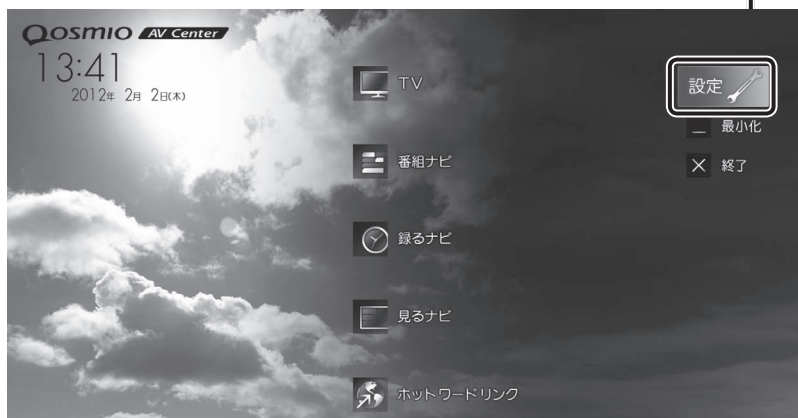 Qosmio AV Center
13:41
2012年 2月 2日(木)
TV
番組ナビ
録るナビ
見るナビ
ホットワードリンク
設定
最小化
終了